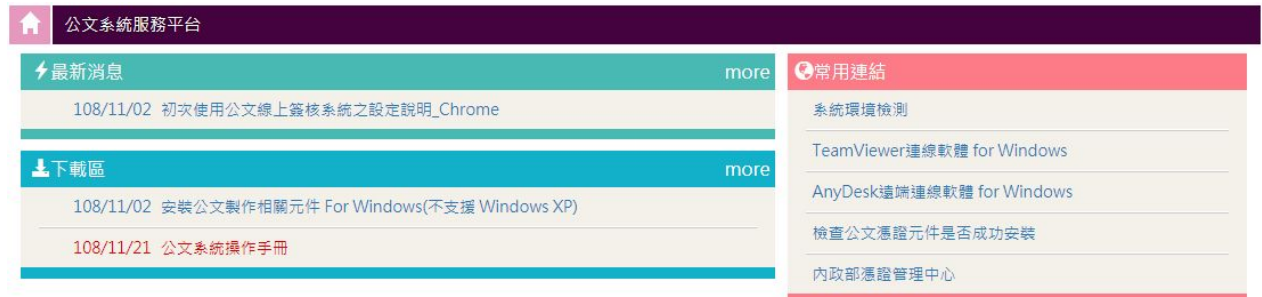 公文系統服務平台
最新消息 more
108/11/02 初次使用公文線上簽核系統之設定說明_Chrome
下載區 more
108/11/02 安裝公文製作相關元件 For Windows(不支援 Windows XP)
108/11/21 公文系統操作手冊
常用連結
系統環境檢測
TeamViewer連線軟體 for Windows
AnyDesk遠端連線軟體 for Windows
檢查公文憑證元件是否成功安裝
內政部憑證管理中心